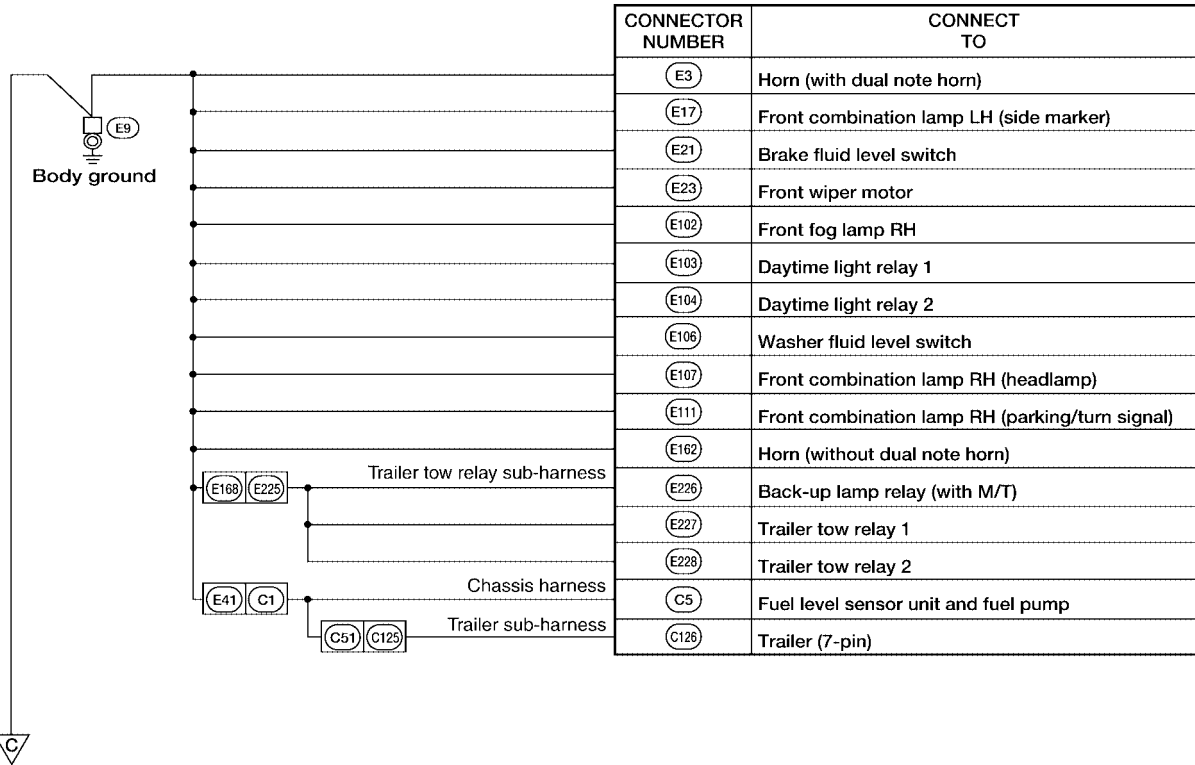 CONNECTOR NUMBER
CONNECT TO
E3 Horn (with dual note horn)
E17 Front combination lamp LH (side marker)
E9
E21 Brake fluid level switch
Body ground
E23 Front wiper motor
E102 Front fog lamp RH
E103 Daytime light relay 1
E104 Daytime light relay 2
E106 Washer fluid level switch
E107 Front combination lamp RH (headlamp)
E111 Front combination lamp RH (parking/turn signal)
E162 Horn (without dual note horn)
E168 E225 Trailer tow relay sub-harness E226 Back-up lamp relay (with M/T)
E227 Trailer tow relay 1
E228 Trailer tow relay 2
E41 C1 Chassis harness C5 Fuel level sensor unit and fuel pump
C51 C125 Trailer sub-harness C126 Trailer (7-pin)
C